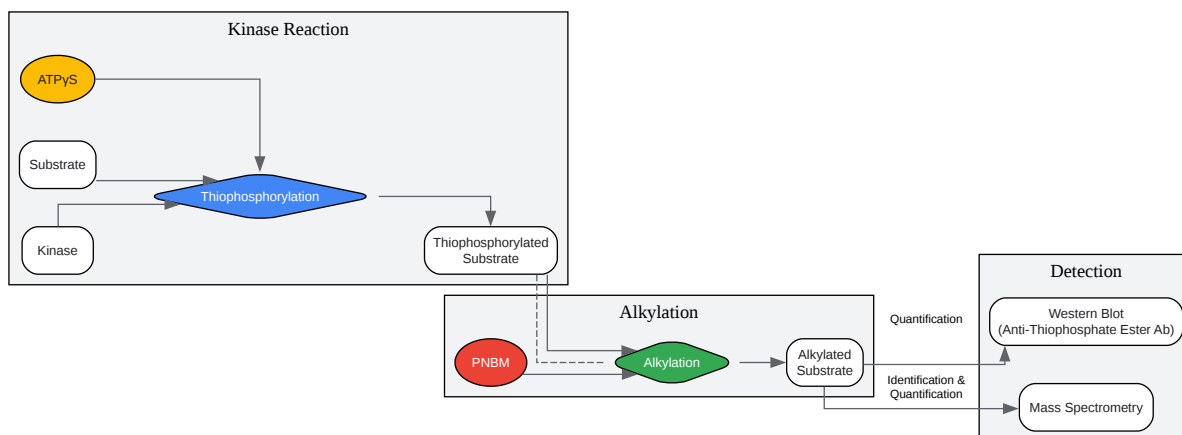 Kinase Reaction
ATPγS
Substrate
Thiophosphorylation
Kinase
Thiophosphorylated
Substrate
Alkylation
PNBM
Alkylation
Alkylated
Substrate
Quantification
Identification &
Quantification
Detection
Western Blot
(Anti-Thiophosphate Ester Ab)
Mass Spectrometry